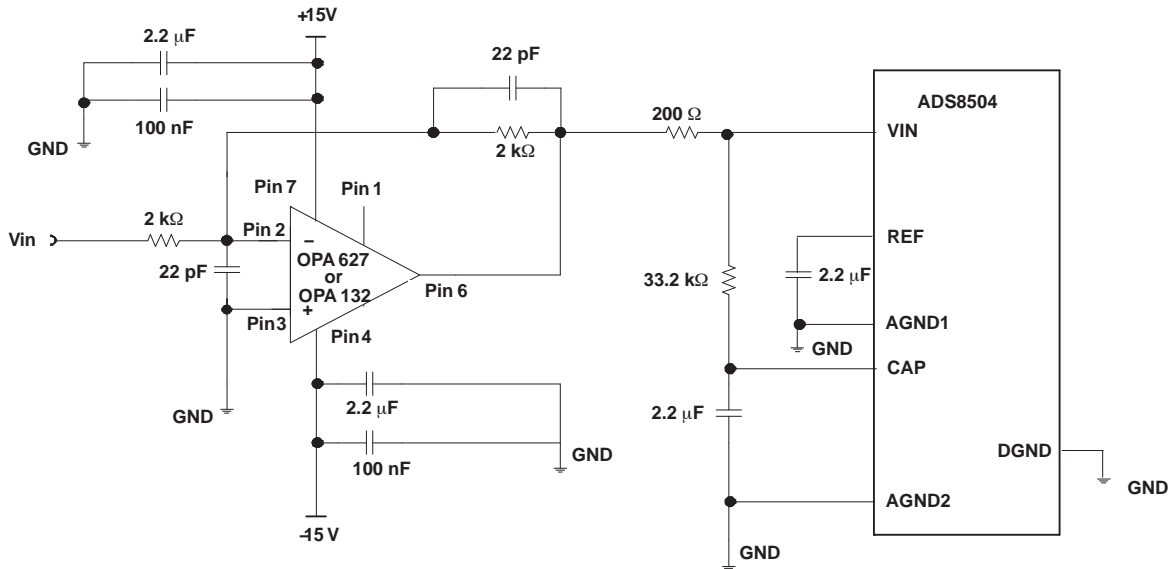 +15V
2.2 μF
22 pF
100 nF
GND
ADS8504
200 Ω
VIN
2 kΩ
Pin 7
Pin 1
2 kΩ
Vin
Pin 2
−
OPA 627
or
OPA 132
+
22 pF
Pin 6
Pin3
Pin 4
REF
33.2 kΩ
2.2 μF
AGND1
GND
CAP
GND
2.2 μF
100 nF
GND
2.2 μF
DGND
GND
AGND2
−15 V
GND